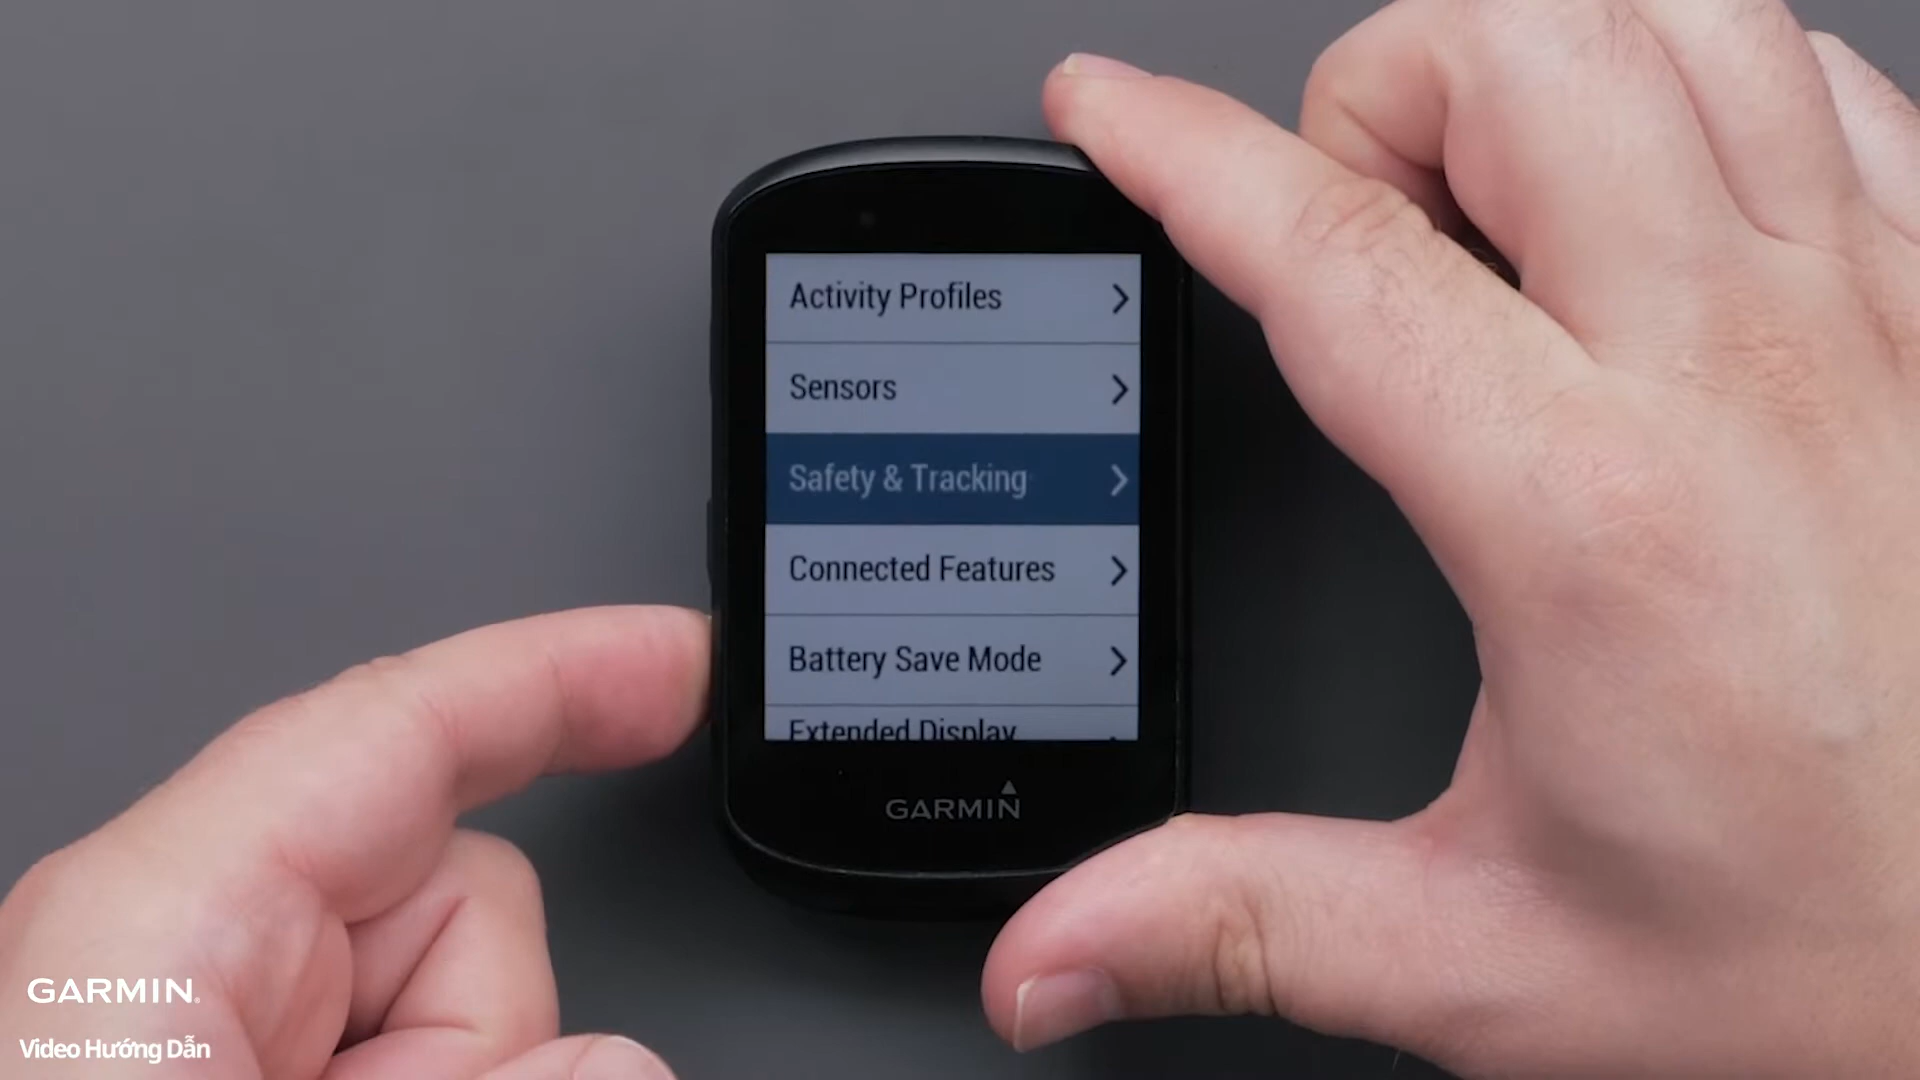 Activity Profiles
Sensors
Safety & Tracking
Connected Features
Battery Save Mode
Extended Display
GARMIN
GARMIN
Video Hướng Dẫn